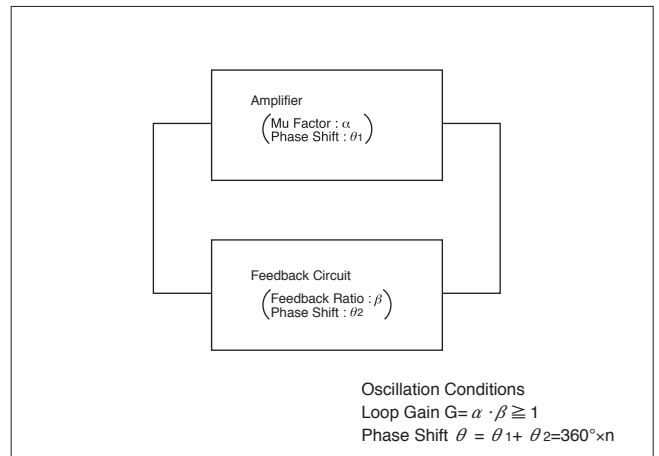 Amplifier
(Mu Factor : α
Phase Shift : θ1)
Feedback Circuit
(Feedback Ratio : β
Phase Shift : θ2)
Oscillation Conditions
Loop Gain G= α · β ≧ 1
Phase Shift θ = θ1+ θ2=360°×n